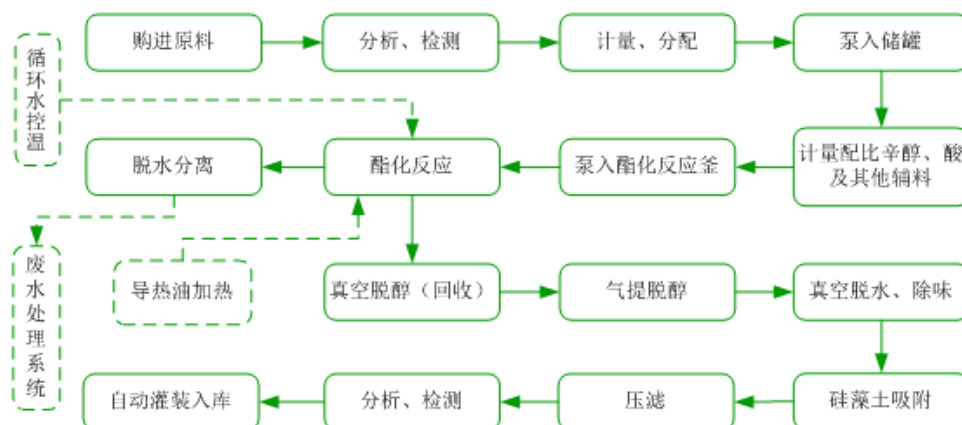 购进原料
分析、检测
计量、分配
泵入储罐
循环水控温
脱水分离
酯化反应
泵入酯化反应釜
计量配比辛醇、酸
及其他辅料
废水处理系统
导热油加热
真空脱醇（回收）
气提脱醇
真空脱水、除味
自动灌装入库
分析、检测
压滤
硅藻土吸附